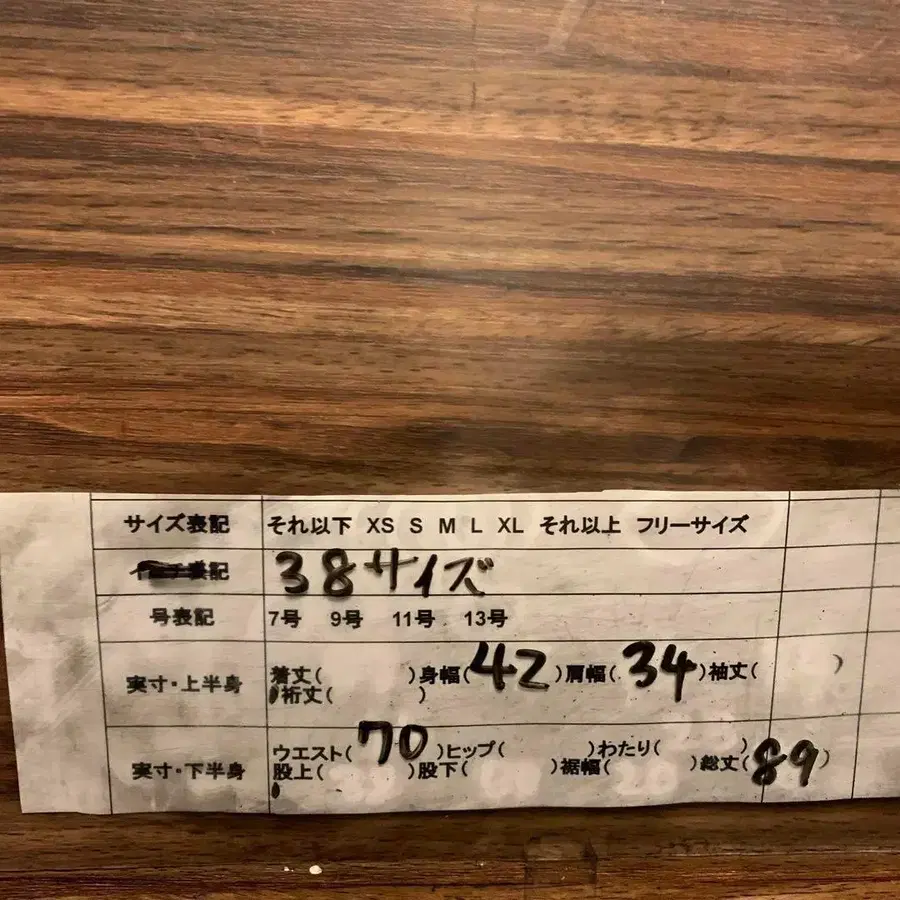 サイズ表記 それ以下 XS S M L XL それ以上 フリーサイズ
表記 38サイズ
号表記 7号 9号 11号 13号
実寸・上半身 着丈( )身幅(42)肩幅(34)袖丈( )
裄丈( )
実寸・下半身 ウエスト(70)ヒップ( )わたり( )
股上( )股下( )裾幅( )総丈(89)